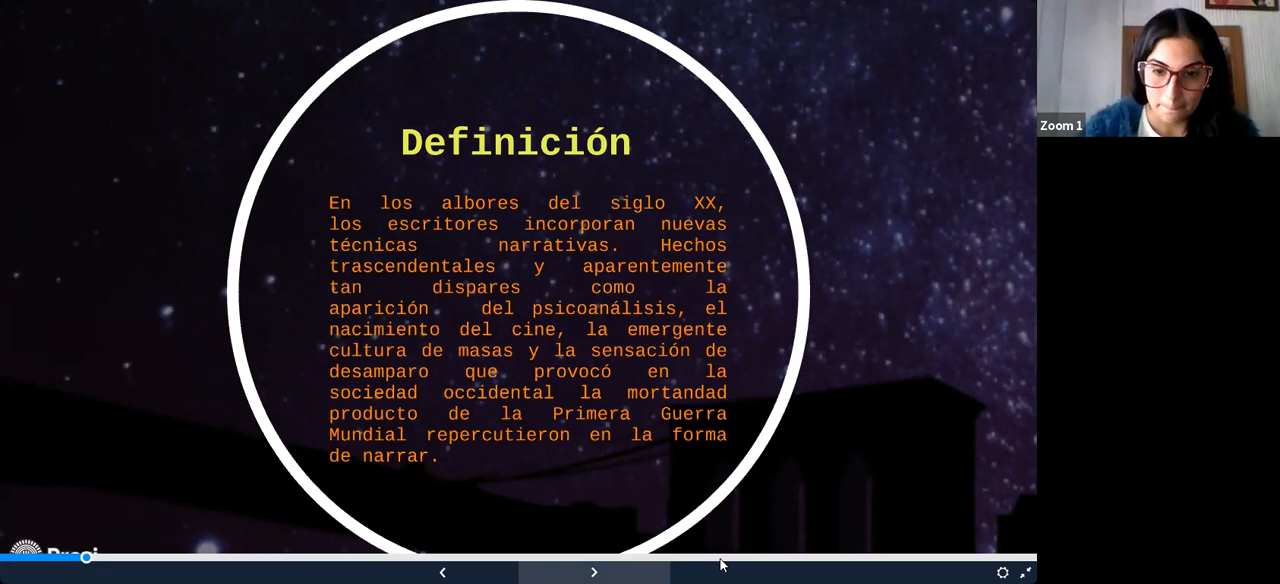 Definición
En los albores del siglo XX,
los escritores incorporan nuevas
técnicas narrativas. Hechos
trascendentales y aparentemente
tan dispares como la
aparición del psicoanálisis, el
nacimiento del cine, la emergente
cultura de masas y la sensación de
desamparo que provocó en la
sociedad occidental la mortandad
producto de la Primera Guerra
Mundial repercutieron en la forma
de narrar.
Prezi
Zoom 1